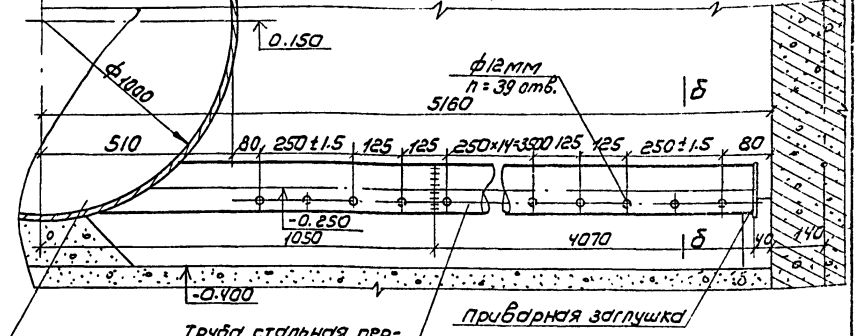 0.150
ф1000
ф12мм
n=39 отв.
5160
б
510
80 250±1.5 125 125 250×14=3500 125 125 250±1.5 80
-0.250
1050
4070
б
40
140
б
-0.400
Труба стальная пер-
приварная заглушка